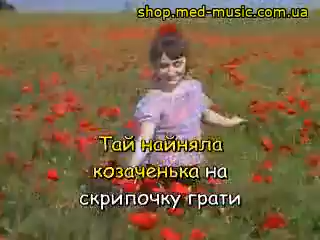 shop.med-music.com.ua
Тай найняла
козаченька на
скрипочку грати